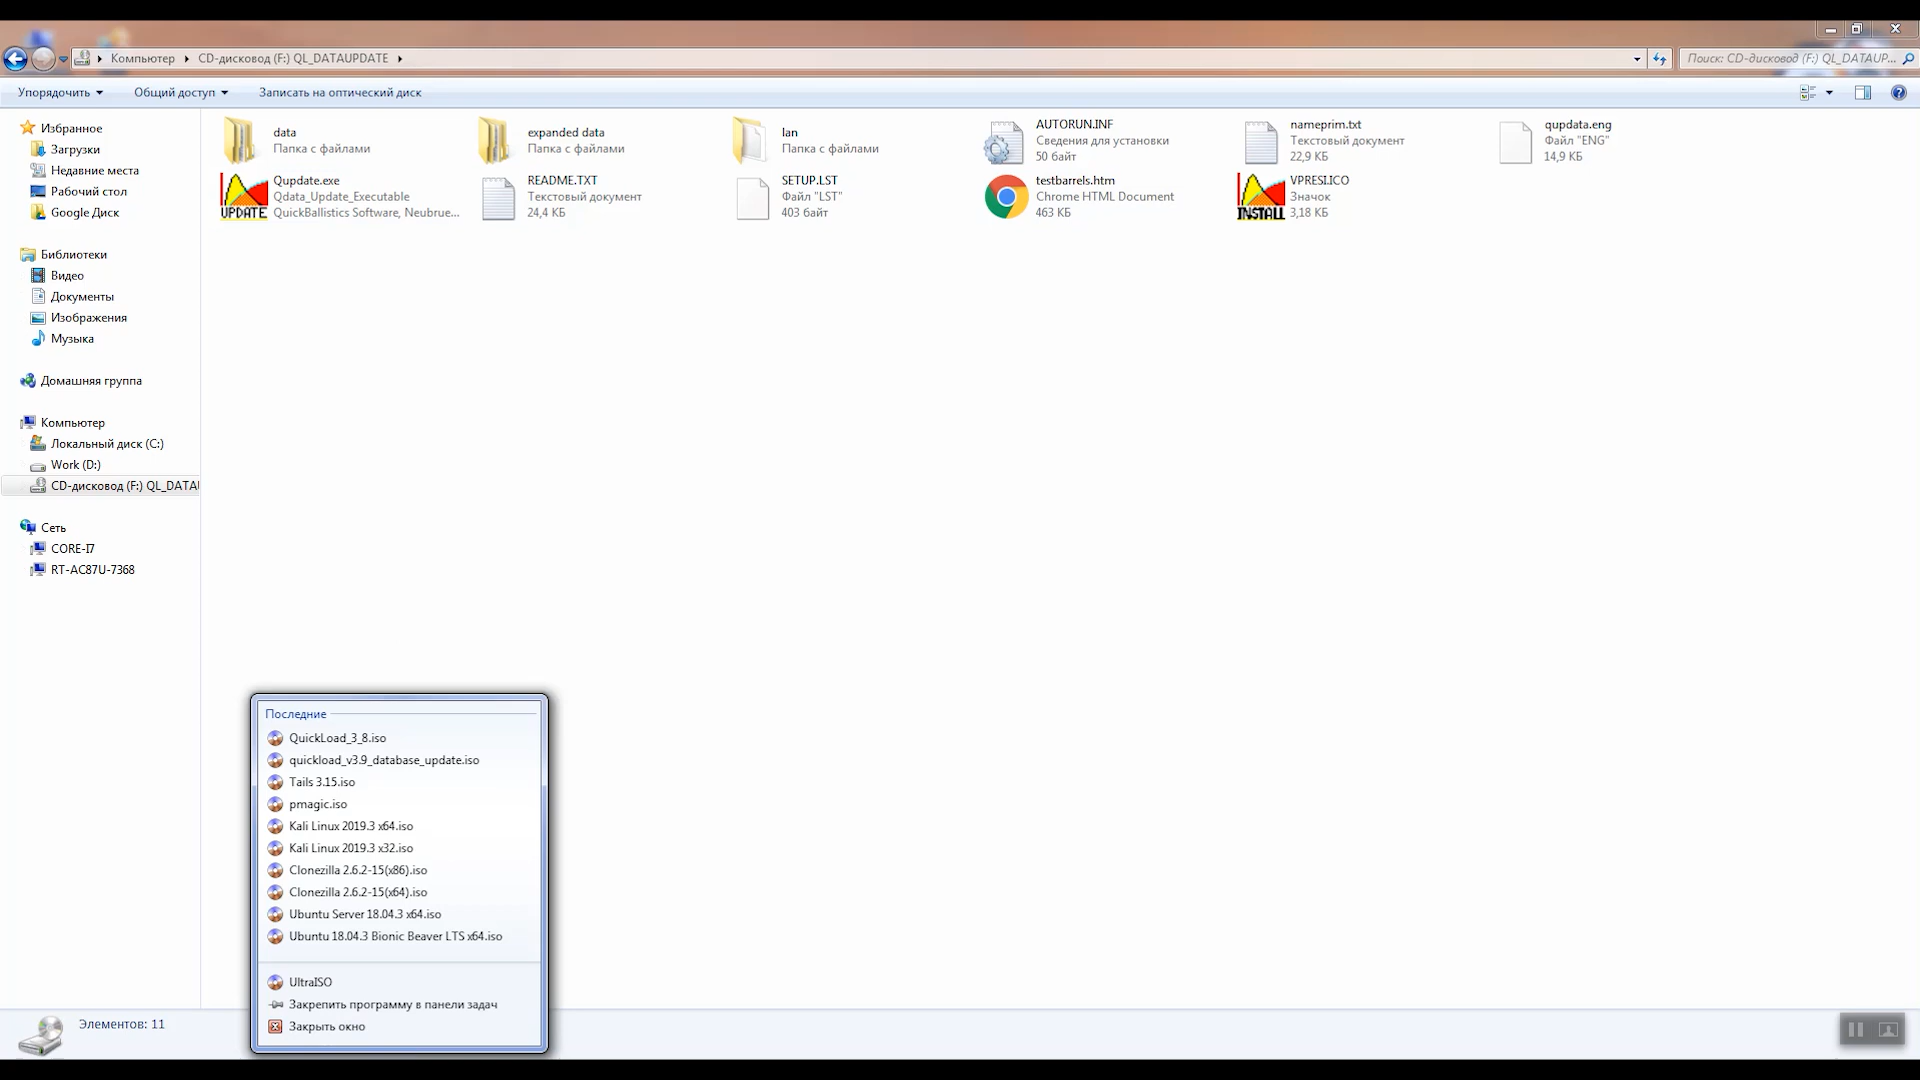 Компьютер
CD-дисковод (F:) QL_DATAUPDATE
Поиск: CD-дисковод (F:) QL_DATAUP...
Упорядочить
Общий доступ
Записать на оптический диск
Избранное
Загрузки
Недавние места
Рабочий стол
Google Диск
Библиотеки
Видео
Документы
Изображения
Музыка
Домашняя группа
Компьютер
Локальный диск (C:)
Work (D:)
CD-дисковод (F:) QL_DATAU
Сеть
CORE-I7
RT-AC87U-7368
data
Папка с файлами
expanded data
Папка с файлами
lan
Папка с файлами
AUTORUN.INF
Сведения для установки
50 байт
nameprim.txt
Текстовый документ
22,9 КБ
qupdata.eng
Файл "ENG"
14,9 КБ
UPDATE
Qupdate.exe
Qdata_Update_Executable
QuickBallistics Software, Neubrue...
README.TXT
Текстовый документ
24,4 КБ
SETUP.LST
Файл "LST"
403 байт
testbarrels.htm
Chrome HTML Document
463 КБ
INSTALL
VPRESI.ICO
Значок
3,18 КБ
Последние
QuickLoad_3_8.iso
quickload_v3.9_database_update.iso
Tails 3.15.iso
pmagic.iso
Kali Linux 2019.3 x64.iso
Kali Linux 2019.3 x32.iso
Clonezilla 2.6.2-15(x86).iso
Clonezilla 2.6.2-15(x64).iso
Ubuntu Server 18.04.3 x64.iso
Ubuntu 18.04.3 Bionic Beaver LTS x64.iso
UltraISO
Закрепить программу в панели задач
Закрыть окно
Элементов: 11